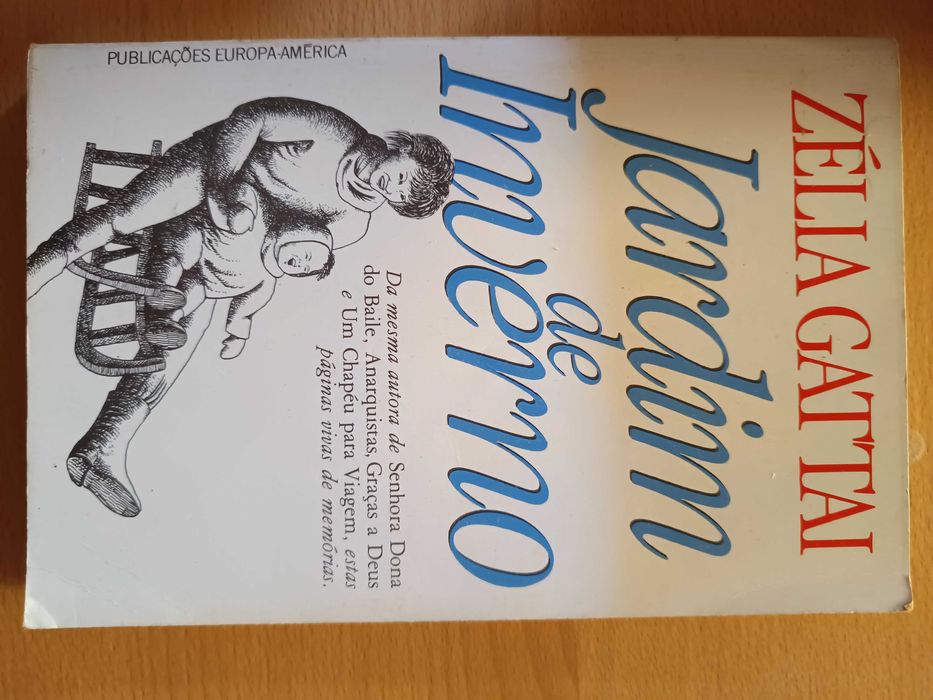 ZÉLIA GATTAI
Jardim
de
Inverno
Da mesma autora de Senhora Dona
do Baile, Anarquistas, Graças a Deus
e Um Chapéu para Viagem, estas
páginas vivas de memórias.
PUBLICAÇÕES EUROPA-AMÉRICA